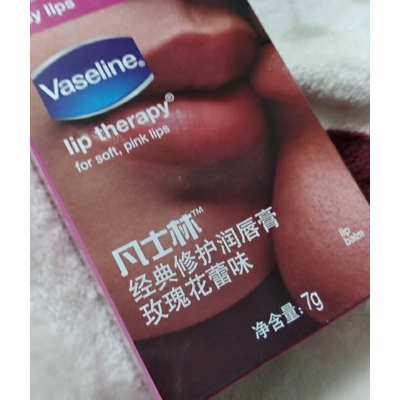 y lips
Vaseline®
lip therapy®
for soft, pink lips
凡士林™
经典修护润唇膏
玫瑰花蕾味
lip
balm
净含量: 7g